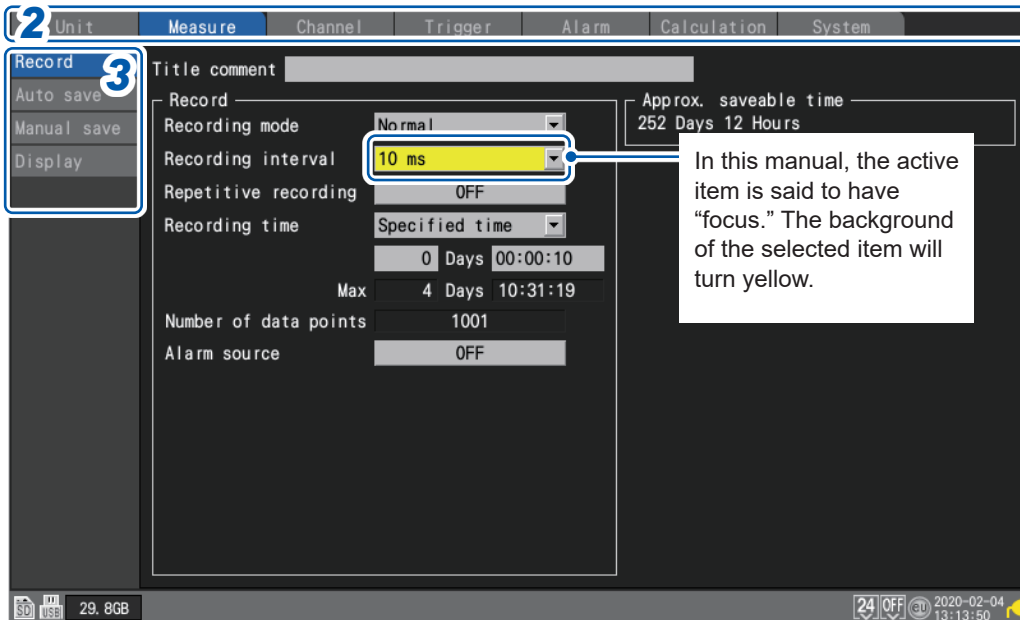 2 Unit Measure Channel Trigger Alarm Calculation System
Record 3
Auto save
Manual save
Display
Title comment
Record
Recording mode Normal
Recording interval 10 ms
Repetitive recording OFF
Recording time Specified time
0 Days 00:00:10
Max 4 Days 10:31:19
Number of data points 1001
Alarm source OFF
Approx. saveable time
252 Days 12 Hours
In this manual, the active
item is said to have
“focus.” The background
of the selected item will
turn yellow.
SD USB 29. 8GB
24 OFF eu 2020-02-04
13:13:50